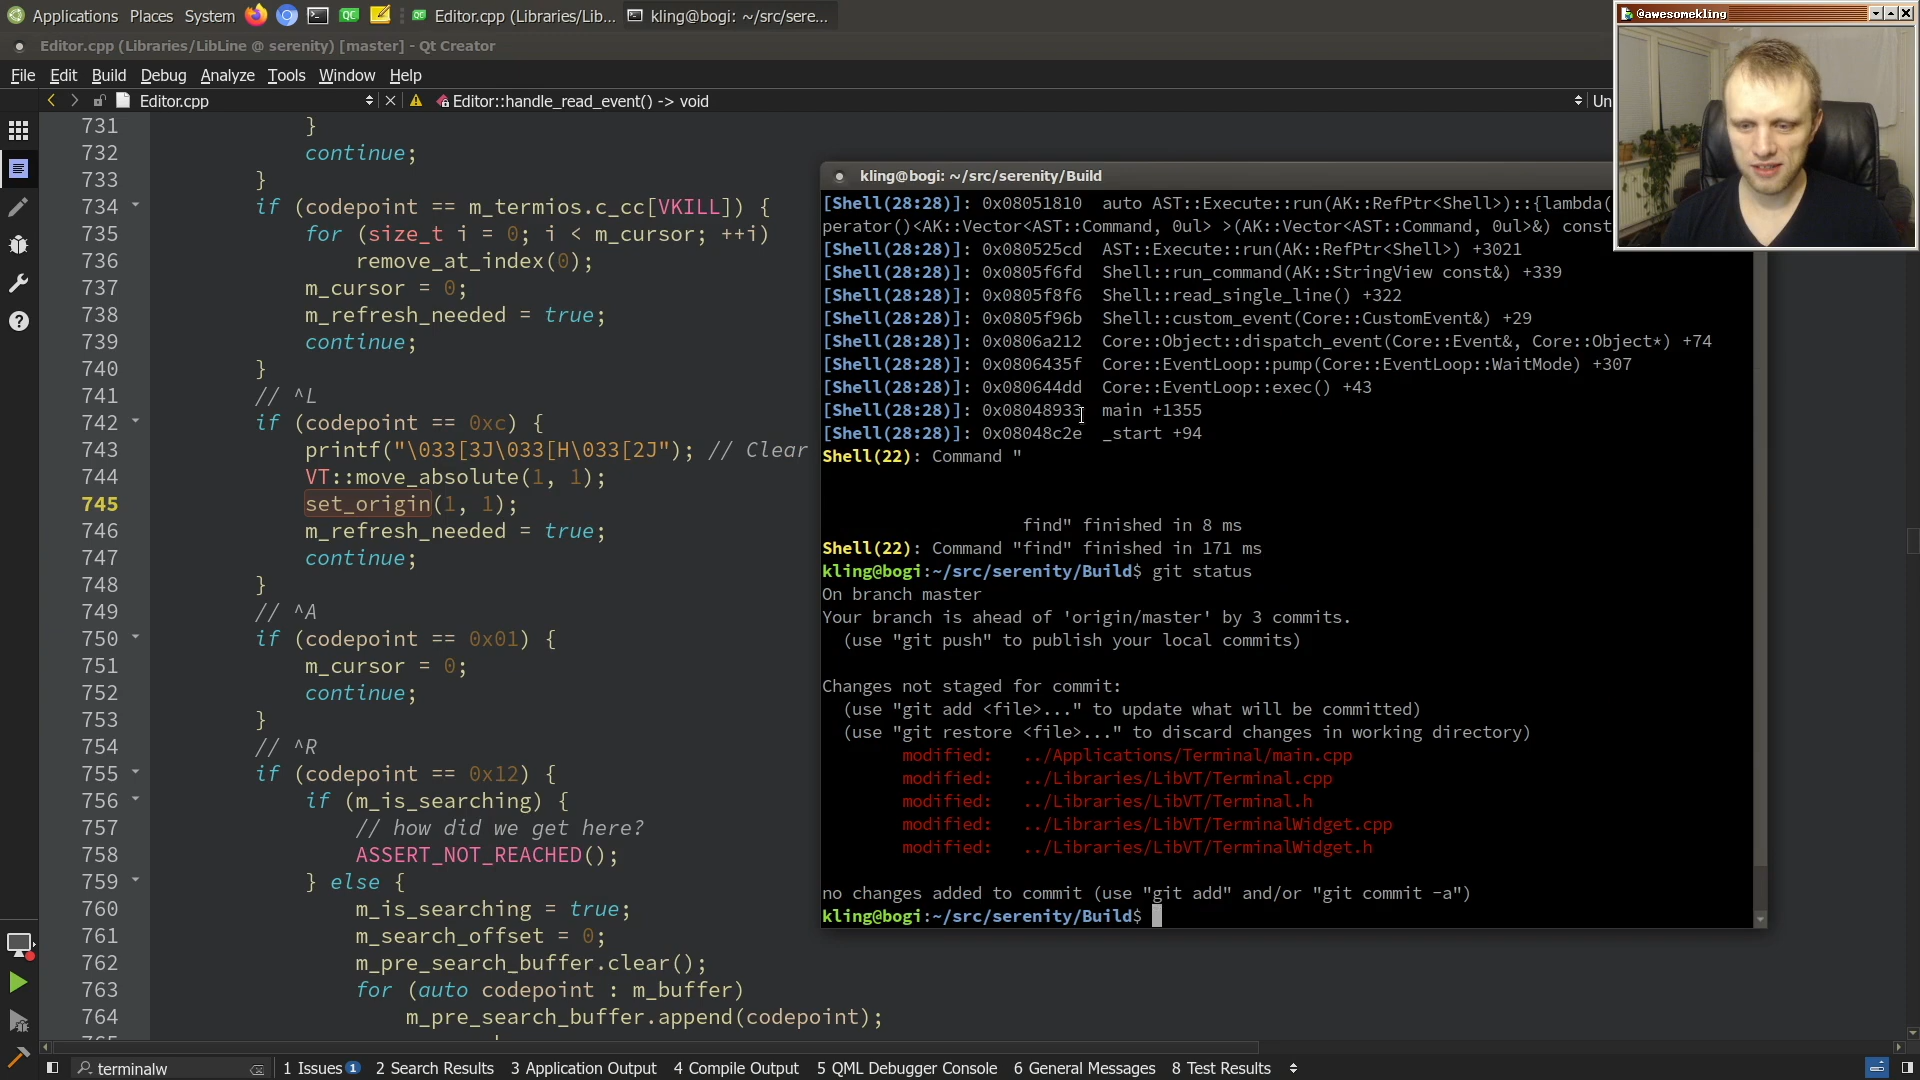 Applications Places System Editor.cpp (Libraries/Lib... kling@bogi: ~/src/sere...
@awesomekling
Editor.cpp (Libraries/LibLine @ serenity) [master] - Qt Creator
File Edit Build Debug Analyze Tools Window Help
Editor.cpp Editor::handle_read_event() -> void Un
731 }
732 continue;
733 }
734 if (codepoint == m_termios.c_cc[VKILL]) {
735 for (size_t i = 0; i < m_cursor; ++i)
736 remove_at_index(0);
737 m_cursor = 0;
738 m_refresh_needed = true;
739 continue;
740 }
741 // ^L
742 if (codepoint == 0xc) {
743 printf("\033[3J\033[H\033[2J"); // Clear
744 VT::move_absolute(1, 1);
745 set_origin(1, 1);
746 m_refresh_needed = true;
747 continue;
748 }
749 // ^A
750 if (codepoint == 0x01) {
751 m_cursor = 0;
752 continue;
753 }
754 // ^R
755 if (codepoint == 0x12) {
756 if (m_is_searching) {
757 // how did we get here?
758 ASSERT_NOT_REACHED();
759 } else {
760 m_is_searching = true;
761 m_search_offset = 0;
762 m_pre_search_buffer.clear();
763 for (auto codepoint : m_buffer)
764 m_pre_search_buffer.append(codepoint);
kling@bogi: ~/src/serenity/Build
[Shell(28:28)]: 0x08051810 auto AST::Execute::run(AK::RefPtr<Shell>)::{lambda(
perator()<AK::Vector<AST::Command, 0ul> >(AK::Vector<AST::Command, 0ul>&) const
[Shell(28:28)]: 0x080525cd AST::Execute::run(AK::RefPtr<Shell>) +3021
[Shell(28:28)]: 0x0805f6fd Shell::run_command(AK::StringView const&) +339
[Shell(28:28)]: 0x0805f8f6 Shell::read_single_line() +322
[Shell(28:28)]: 0x0805f96b Shell::custom_event(Core::CustomEvent&) +29
[Shell(28:28)]: 0x0806a212 Core::Object::dispatch_event(Core::Event&, Core::Object*) +74
[Shell(28:28)]: 0x0806435f Core::EventLoop::pump(Core::EventLoop::WaitMode) +307
[Shell(28:28)]: 0x080644dd Core::EventLoop::exec() +43
[Shell(28:28)]: 0x08048933 main +1355
[Shell(28:28)]: 0x08048c2e _start +94
Shell(22): Command "
find" finished in 8 ms
Shell(22): Command "find" finished in 171 ms
kling@bogi:~/src/serenity/Build$ git status
On branch master
Your branch is ahead of 'origin/master' by 3 commits.
(use "git push" to publish your local commits)
Changes not staged for commit:
(use "git add <file>..." to update what will be committed)
(use "git restore <file>..." to discard changes in working directory)
modified: ../Applications/Terminal/main.cpp
modified: ../Libraries/LibVT/Terminal.cpp
modified: ../Libraries/LibVT/Terminal.h
modified: ../Libraries/LibVT/TerminalWidget.cpp
modified: ../Libraries/LibVT/TerminalWidget.h
no changes added to commit (use "git add" and/or "git commit -a")
kling@bogi:~/src/serenity/Build$
terminalw 1 Issues 1 2 Search Results 3 Application Output 4 Compile Output 5 QML Debugger Console 6 General Messages 8 Test Results